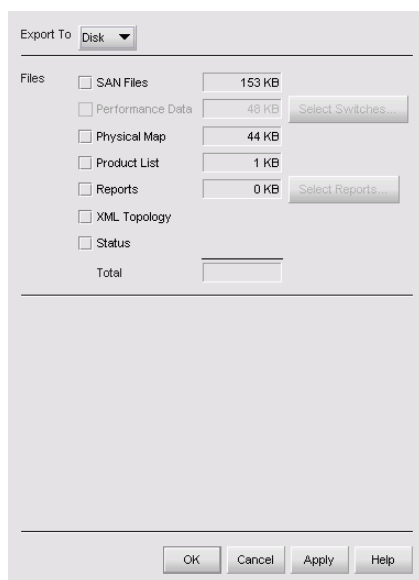 Export To Disk
Files SAN Files 153 KB
Performance Data 48 KB Select Switches...
Physical Map 44 KB
Product List 1 KB
Reports 0 KB Select Reports...
XML Topology
Status
Total
OK Cancel Apply Help